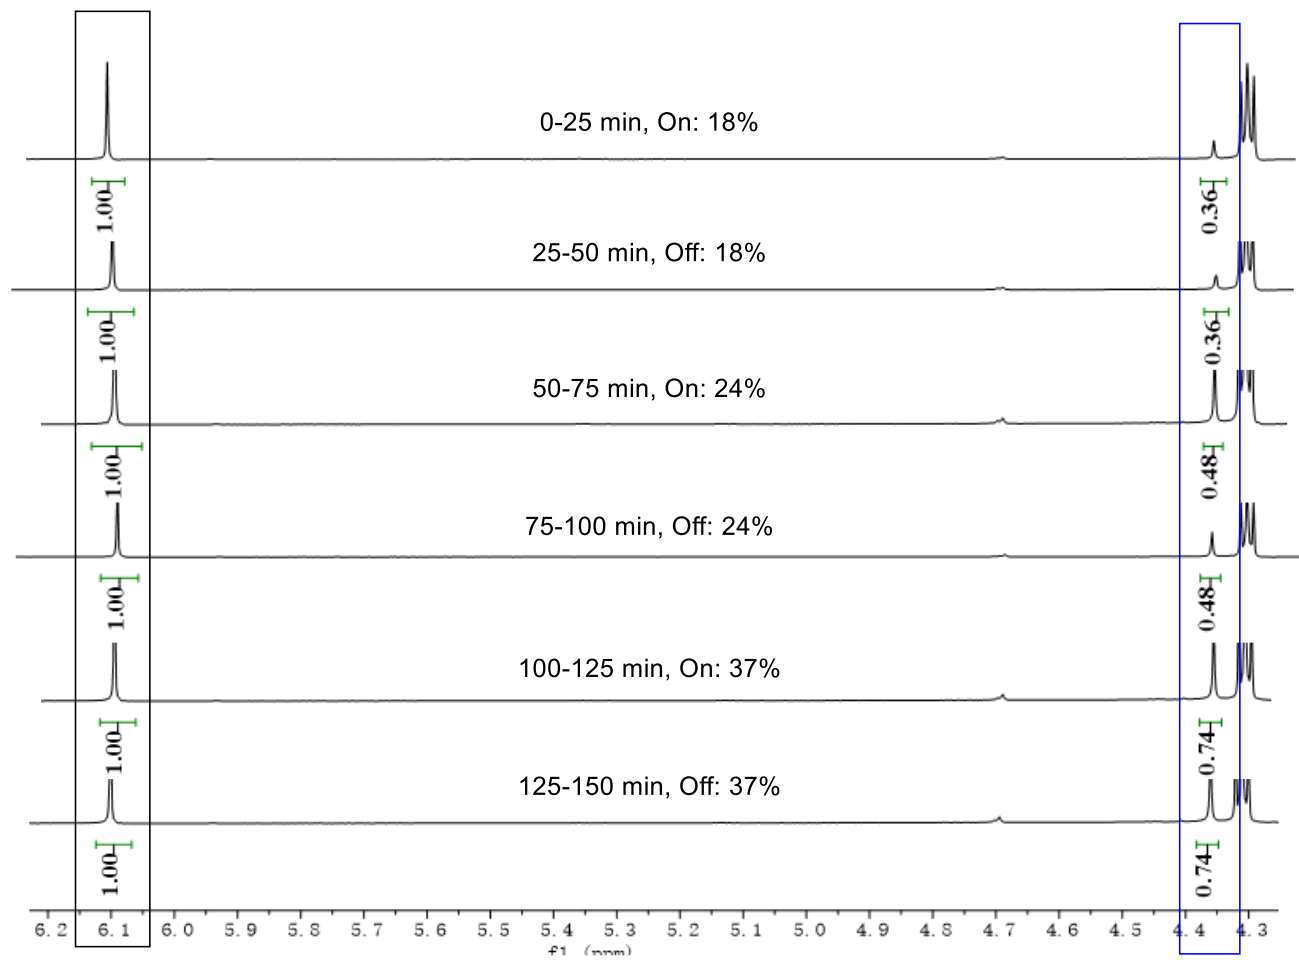 0-25 min, On: 18%
1.00 0.36
25-50 min, Off: 18%
1.00 0.36
50-75 min, On: 24%
1.00 0.48
75-100 min, Off: 24%
1.00 0.48
100-125 min, On: 37%
1.00 0.74
125-150 min, Off: 37%
1.00 0.74
6.2 6.1 6.0 5.9 5.8 5.7 5.6 5.5 5.4 5.3 5.2 5.1 5.0 4.9 4.8 4.7 4.6 4.5 4.4 4.3
f1 (ppm)